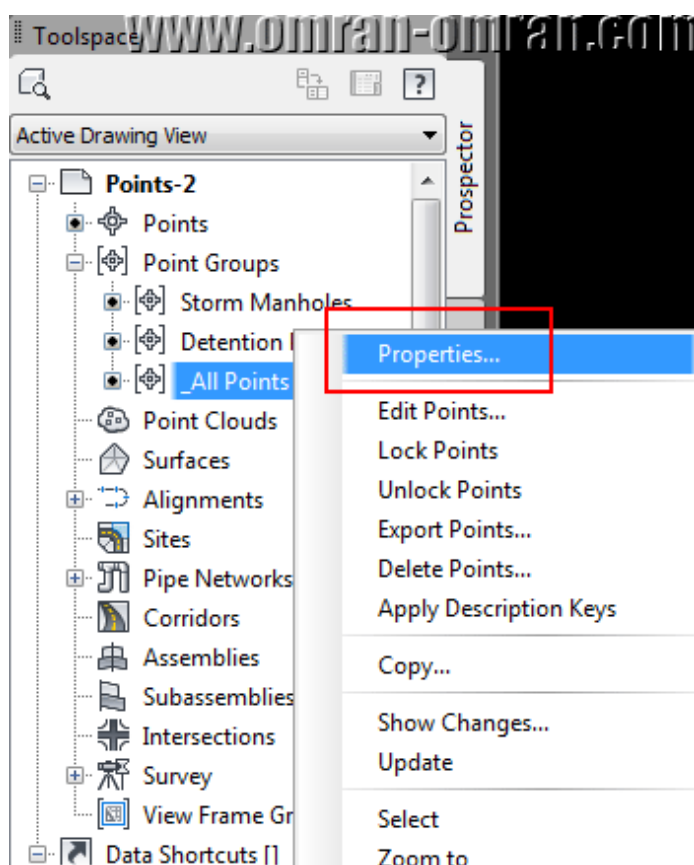 WWW.omran-omran.com
Toolspace
?
Active Drawing View
Prospector
Points-2
Points
Point Groups
Storm Manholes
Detention
_All Points
Point Clouds
Surfaces
Alignments
Sites
Pipe Networks
Corridors
Assemblies
Subassemblies
Intersections
Survey
View Frame Gr
Data Shortcuts []
Properties...
Edit Points...
Lock Points
Unlock Points
Export Points...
Delete Points...
Apply Description Keys
Copy...
Show Changes...
Update
Select
Zoom to